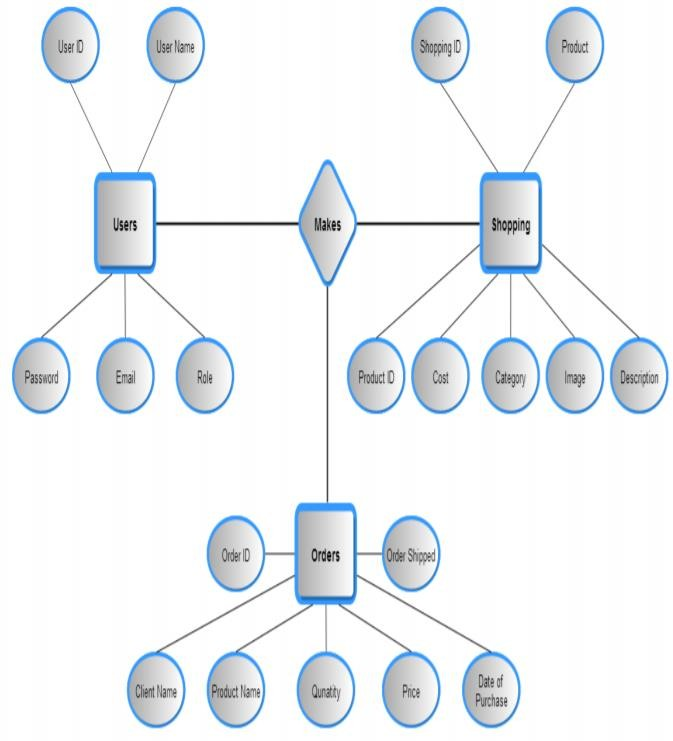 User ID
User Name
Shopping ID
Product
Users
Makes
Shopping
Password
Email
Role
Product ID
Cost
Category
Image
Description
Order ID
Orders
Order Shipped
Client Name
Product Name
Qunatity
Price
Date of
Purchase